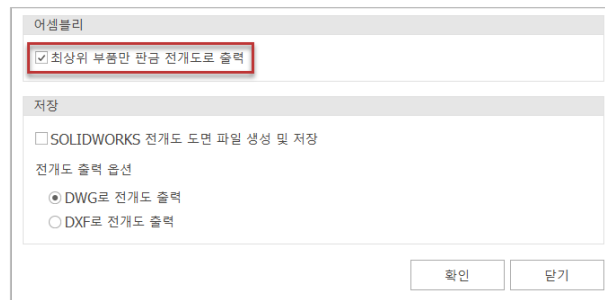 어셈블리
최상위 부품만 판금 전개도로 출력
저장
SOLIDWORKS 전개도 도면 파일 생성 및 저장
전개도 출력 옵션
DWG로 전개도 출력
DXF로 전개도 출력
확인 닫기